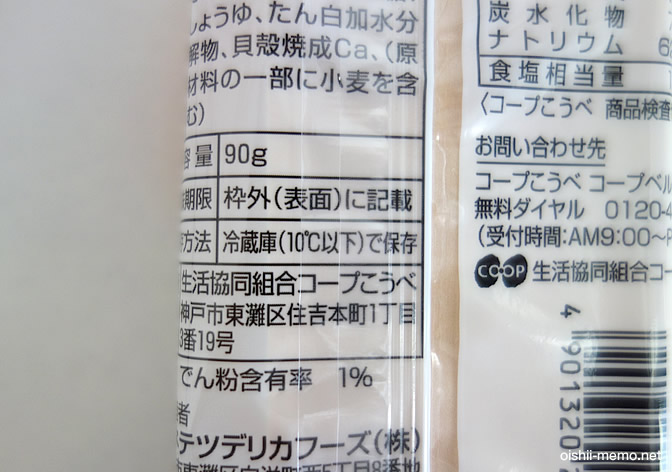 しょうゆ、たん白加水分
解物、貝殻焼成Ca、(原
材料の一部に小麦を含
む)
容量 90g
期限 枠外(表面)に記載
方法 冷蔵庫(10℃以下)で保存
生活協同組合コープこうべ
神戸市東灘区住吉本町1丁目
3番19号
でん粉含有率 1%
者
テツデリカフーズ(株)
炭水化物
ナトリウム 6
食塩相当量
〈コープこうべ 商品検査
お問い合わせ先
コープこうべ コープベル
無料ダイヤル 0120-4
(受付時間:AM9:00~P
COOP 生活協同組合コ
4 901320
oishii-memo.net